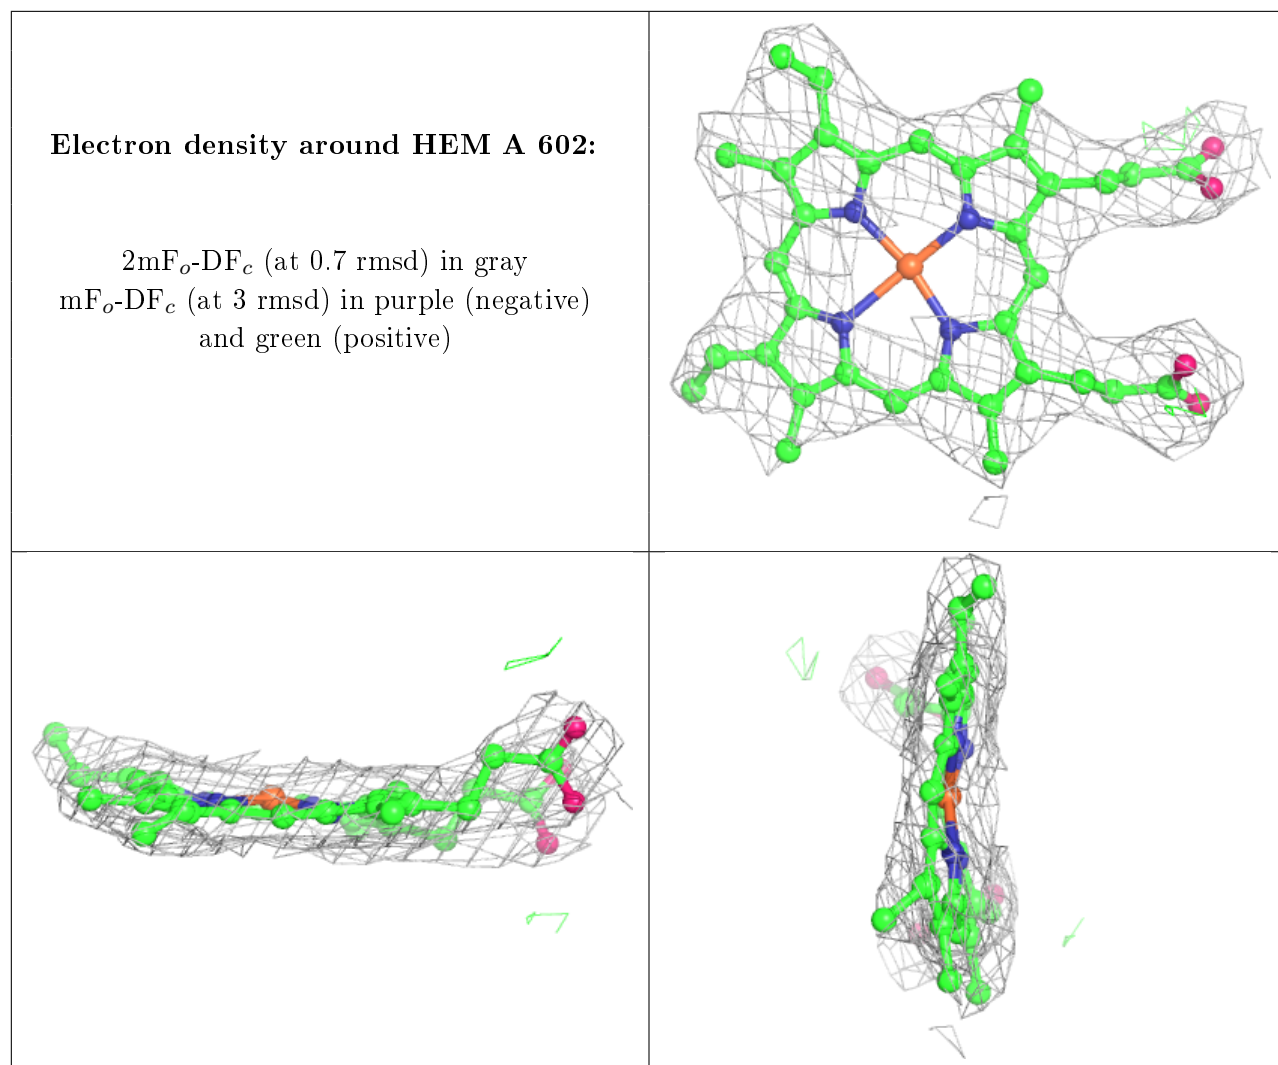 Electron density around HEM A 602:
2mFₒ-DF𝒸 (at 0.7 rmsd) in gray
mFₒ-DF𝒸 (at 3 rmsd) in purple (negative)
and green (positive)